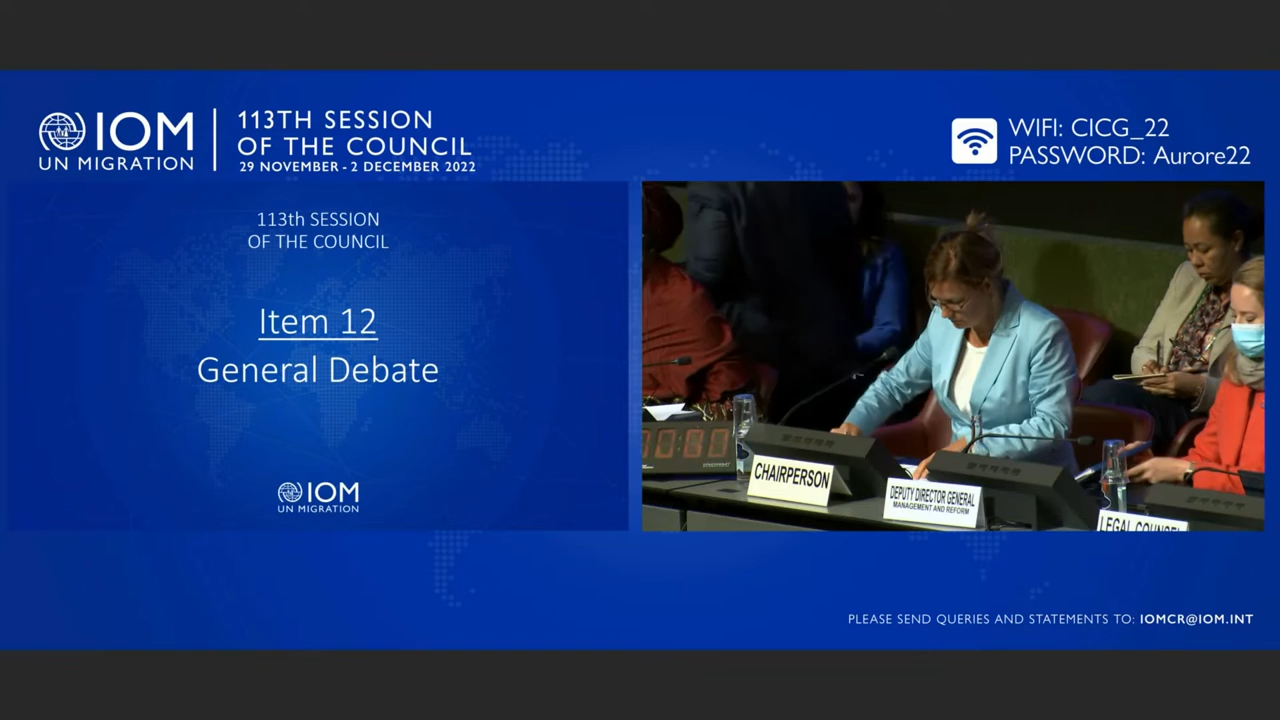 IOM
UN MIGRATION
113TH SESSION
OF THE COUNCIL
29 NOVEMBER - 2 DECEMBER 2022
WIFI: CICG_22
PASSWORD: Aurore22
113th SESSION
OF THE COUNCIL
Item 12
General Debate
IOM
UN MIGRATION
CHAIRPERSON
DEPUTY DIRECTOR GENERAL
MANAGEMENT AND REFORM
LEGAL COUNSEL
PLEASE SEND QUERIES AND STATEMENTS TO: IOMCR@IOM.INT